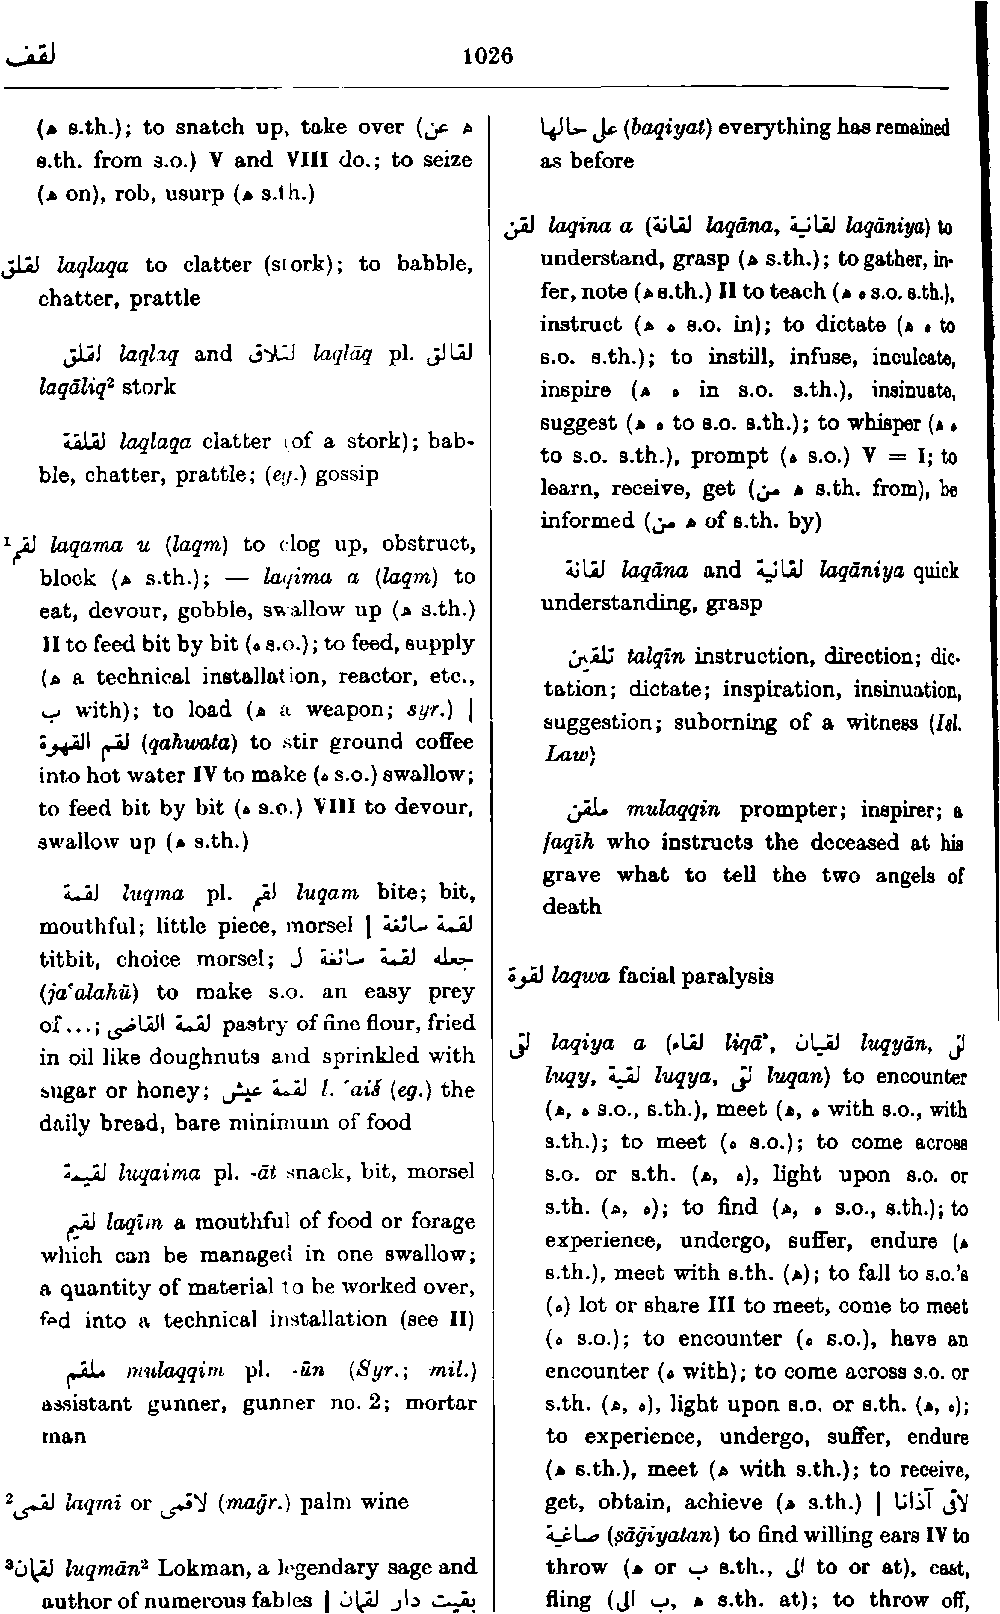 لقف
1026
(ه s.th.); to snatch up, take over (ه عن
s.th. from s.o.) V and VIII do.; to seize
(ه on), rob, usurp (ه s.th.)
لقلق laqlaqa to clatter (stork); to babble,
chatter, prattle
لقلق laqlaq and لقلاق laqlāq pl. لقالق
laqāliq² stork
لقلقة laqlaqa clatter (of a stork); bab-
ble, chatter, prattle; (eg.) gossip
¹لقم laqama u (laqm) to clog up, obstruct,
block (ه s.th.); — laqima a (laqm) to
eat, devour, gobble, swallow up (ه s.th.)
II to feed bit by bit (ه s.o.); to feed, supply
(ه a technical installation, reactor, etc.,
ب with); to load (ه a weapon; syr.) |
لقم القهوة (qahwata) to stir ground coffee
into hot water IV to make (ه s.o.) swallow;
to feed bit by bit (ه s.o.) VIII to devour,
swallow up (ه s.th.)
لقمة luqma pl. لقم luqam bite; bit,
mouthful; little piece, morsel | لقمة سائغة
titbit, choice morsel; جعله لقمة سائغة ل
(ja‘alahū) to make s.o. an easy prey
of...; لقمة القاضى pastry of fine flour, fried
in oil like doughnuts and sprinkled with
sugar or honey; لقمة عيش l. ‘aiš (eg.) the
daily bread, bare minimum of food
لقيمة luqaima pl. -āt snack, bit, morsel
لقيم laqīm a mouthful of food or forage
which can be managed in one swallow;
a quantity of material to be worked over,
fed into a technical installation (see II)
ملقم mulaqqim pl. -ūn (Syr.; mil.)
assistant gunner, gunner no. 2; mortar
man
²لقمى laqmī or لاقمى (maḡr.) palm wine
³لقمان luqmān² Lokman, a legendary sage and
author of numerous fables | بقيت دار لقمان
على حالها (baqiyat) everything has remained
as before
لقن laqina a (لقانة laqāna, لقانية laqāniya) to
understand, grasp (ه s.th.); to gather, in-
fer, note (ه s.th.) II to teach (ه ه s.o. s.th.),
instruct (ه ه s.o. in); to dictate (ه ه to
s.o. s.th.); to instill, infuse, inculcate,
inspire (ه ه in s.o. s.th.), insinuate,
suggest (ه ه to s.o. s.th.); to whisper (ه ه
to s.o. s.th.), prompt (ه s.o.) V = I; to
learn, receive, get (ه من s.th. from), be
informed (ه من of s.th. by)
لقانة laqāna and لقانية laqāniya quick
understanding, grasp
تلقين talqīn instruction, direction; dic-
tation; dictate; inspiration, insinuation,
suggestion; suborning of a witness (Isl.
Law)
ملقن mulaqqin prompter; inspirer; a
faqīh who instructs the deceased at his
grave what to tell the two angels of
death
لقوة laqwa facial paralysis
لقى laqiya a (لقاء liqā’, لقيان luqyān, لقى
luqy, لقية luqya, لقى luqan) to encounter
(ه, ه s.o., s.th.), meet (ه, ه with s.o., with
s.th.); to meet (ه s.o.); to come across
s.o. or s.th. (ه, ه), light upon s.o. or
s.th. (ه, ه); to find (ه, ه s.o., s.th.); to
experience, undergo, suffer, endure (ه
s.th.), meet with s.th. (ه); to fall to s.o.'s
(ه) lot or share III to meet, come to meet
(ه s.o.); to encounter (ه s.o.), have an
encounter (ه with); to come across s.o. or
s.th. (ه, ه), light upon s.o. or s.th. (ه, ه);
to experience, undergo, suffer, endure
(ه s.th.), meet (ه with s.th.); to receive,
get, obtain, achieve (ه s.th.) | لاقى آذانا
صاغية (ṣāḡiyatan) to find willing ears IV to
throw (ه or ب s.th., الى to or at), cast,
fling (ه ,ب الى s.th. at); to throw off,